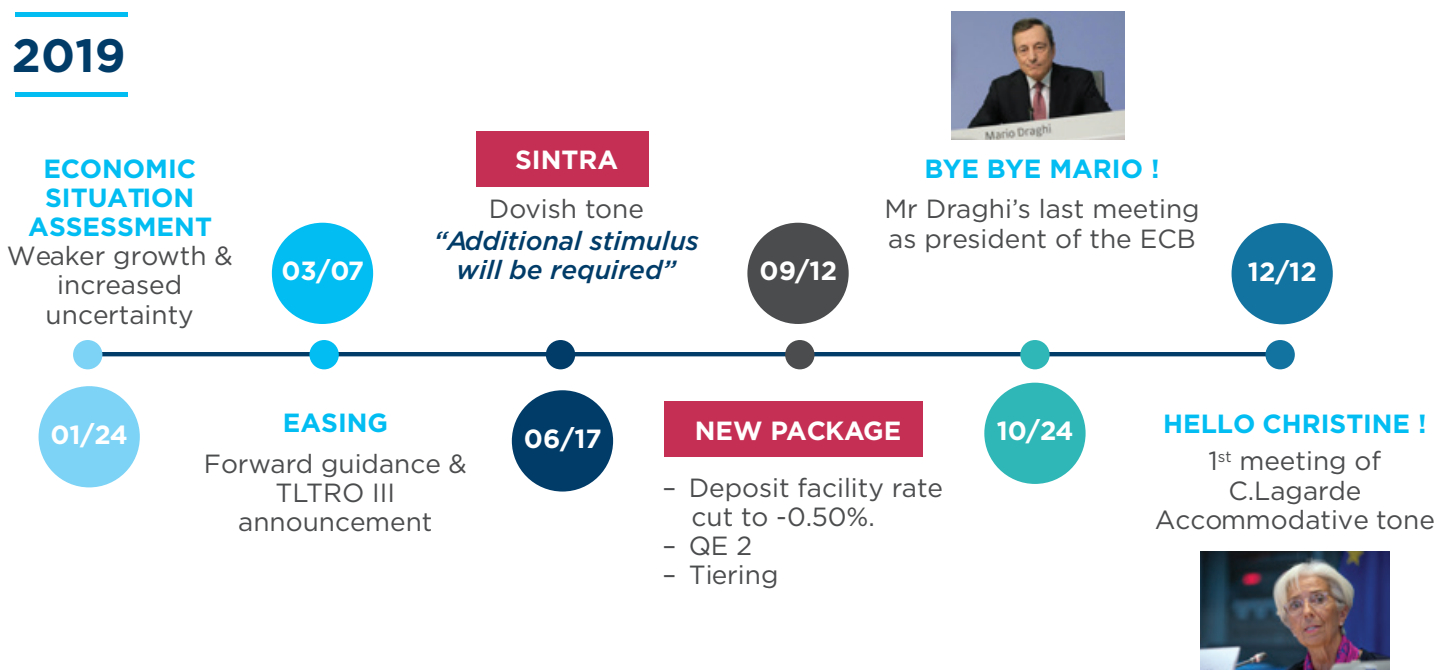 2019
ECONOMIC
SITUATION
ASSESSMENT
Weaker growth &
increased
uncertainty
01/24
03/07
EASING
Forward guidance &
TLTRO III
announcement
SINTRA
Dovish tone
“Additional stimulus
will be required”
06/17
09/12
NEW PACKAGE
– Deposit facility rate
cut to -0.50%.
– QE 2
– Tiering
Mario Draghi
BYE BYE MARIO !
Mr Draghi’s last meeting
as president of the ECB
10/24
12/12
HELLO CHRISTINE !
1st meeting of
C.Lagarde
Accommodative tone